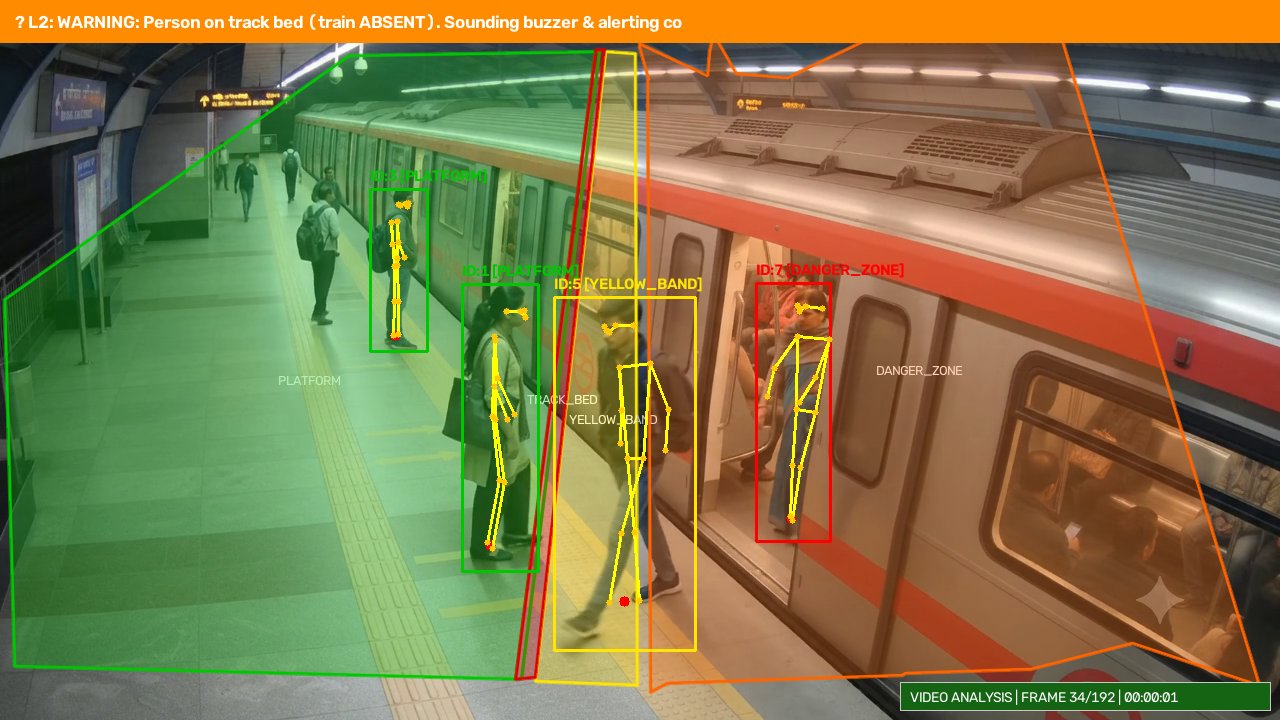 ? L2: WARNING: Person on track bed (train ABSENT). Sounding buzzer & alerting co
ID:3 [PLATFORM]
ID:1 [PLATFORM]
ID:5 [YELLOW_BAND]
ID:7 [DANGER_ZONE]
PLATFORM
TRACK_BED
YELLOW_BAND
DANGER_ZONE
VIDEO ANALYSIS | FRAME 34/192 | 00:00:01